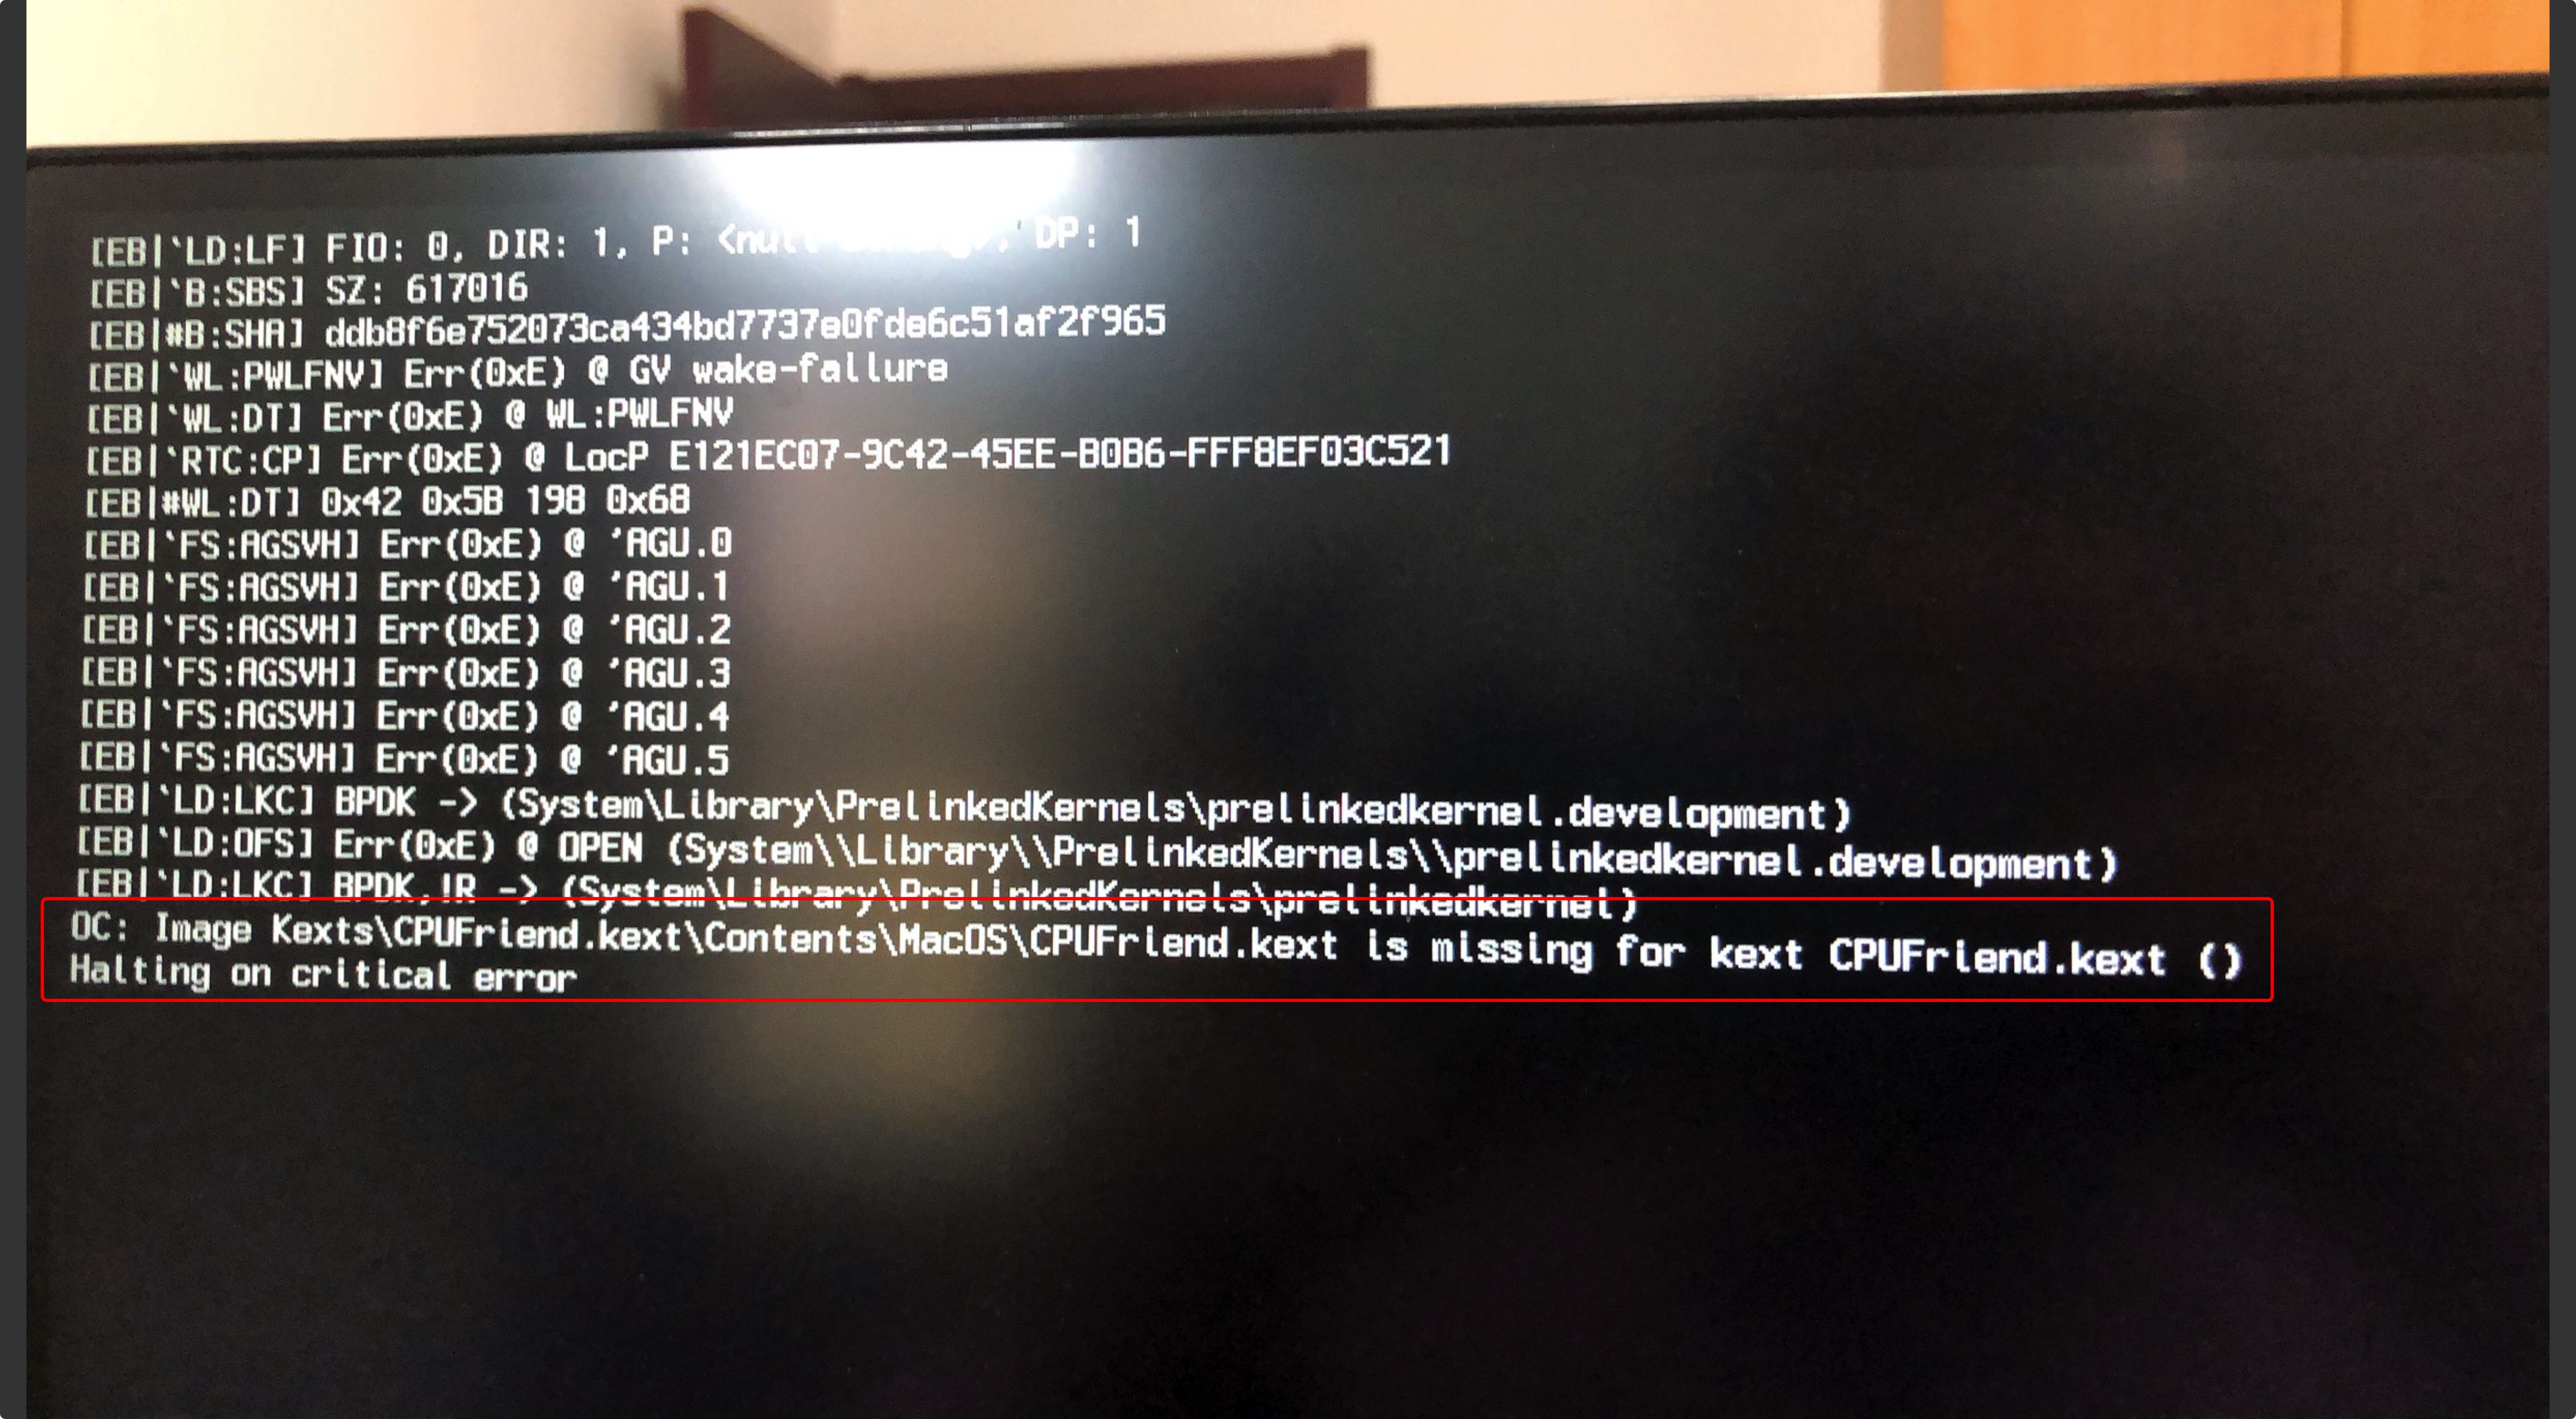 [EB|`LD:LF] FIO: 0, DIR: 1, P: <null DP: 1
[EB|`B:SBS] SZ: 617016
[EB|#B:SHA] ddb8f6e752073ca434bd7737e0fde6c51af2f965
[EB|`WL:PWLFNV] Err(0xE) @ GV wake-failure
[EB|`WL:DT] Err(0xE) @ WL:PWLFNV
[EB|`RTC:CP] Err(0xE) @ LocP E121EC07-9C42-45EE-B0B6-FFF8EF03C521
[EB|#WL:DT] 0x42 0x5B 198 0x68
[EB|`FS:AGSVH] Err(0xE) @ 'AGU.0
[EB|`FS:AGSVH] Err(0xE) @ 'AGU.1
[EB|`FS:AGSVH] Err(0xE) @ 'AGU.2
[EB|`FS:AGSVH] Err(0xE) @ 'AGU.3
[EB|`FS:AGSVH] Err(0xE) @ 'AGU.4
[EB|`FS:AGSVH] Err(0xE) @ 'AGU.5
[EB|`LD:LKC] BPDK -> (System\Library\PrelinkedKernels\prelinkedkernel.development)
[EB|`LD:OFS] Err(0xE) @ OPEN (System\\Library\\PrelinkedKernels\\prelinkedkernel.development)
[EB|`LD:LKC] BPDK,!R -> (System\Library\PrelinkedKernels\prelinkedkernel)
OC: Image Kexts\CPUFriend.kext\Contents\MacOS\CPUFriend.kext is missing for kext CPUFriend.kext ()
Halting on critical error